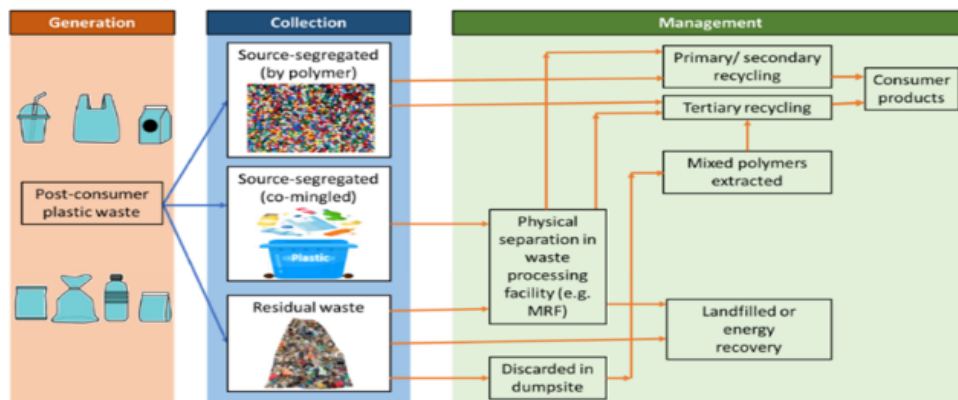 Generation
Collection
Management
Post-consumer
plastic waste
Source-segregated
(by polymer)
Source-segregated
(co-mingled)
Plastic
Residual waste
Primary/ secondary
recycling
Consumer
products
Tertiary recycling
Mixed polymers
extracted
Physical
separation in
waste
processing
facility (e.g.
MRF)
Landfilled or
energy
recovery
Discarded in
dumpsite